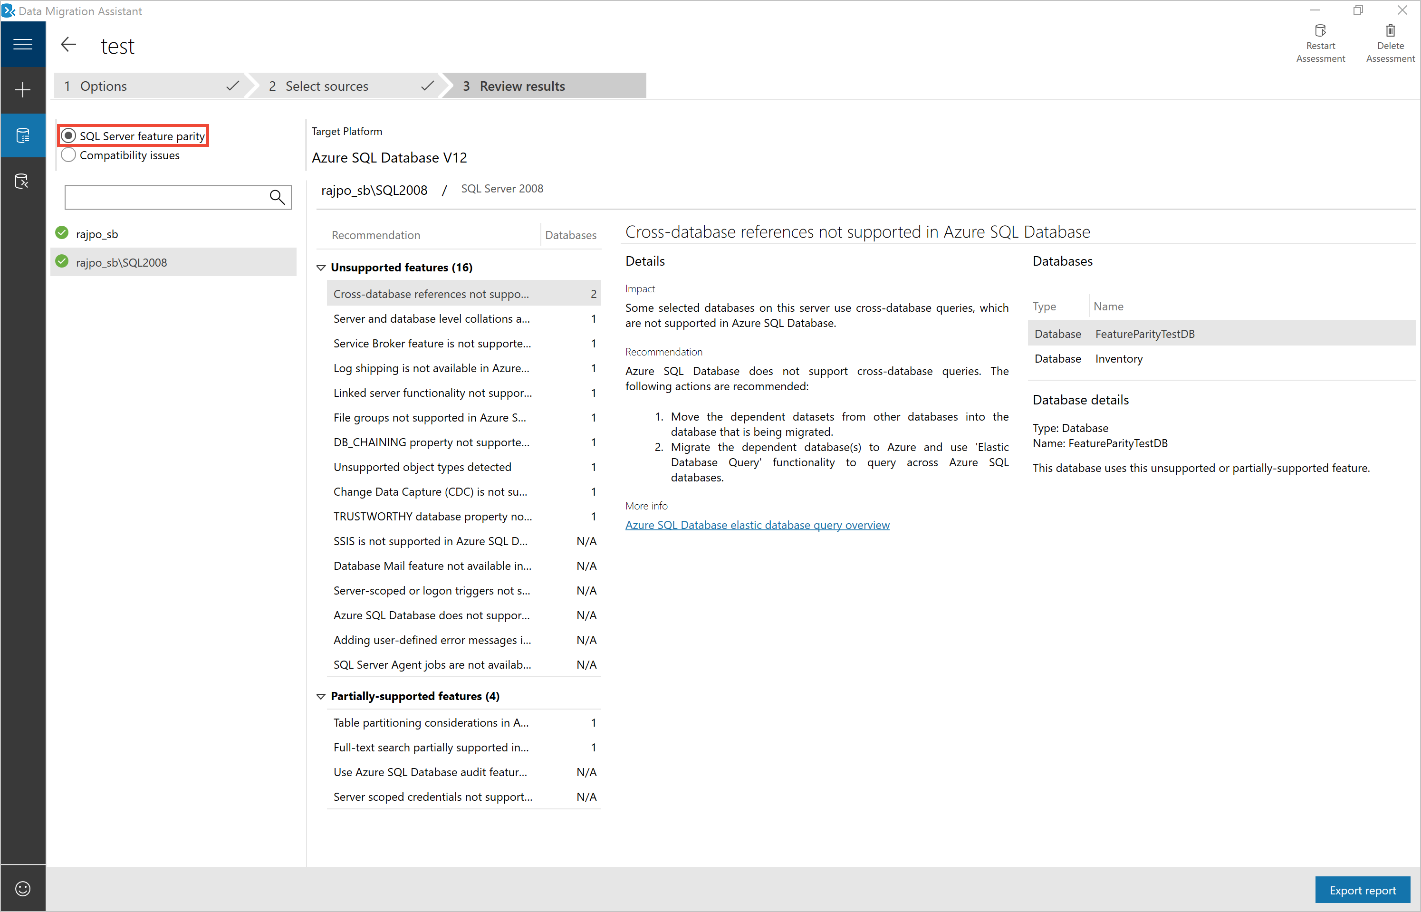 Data Migration Assistant
test
Restart Assessment
Delete Assessment
1 Options
2 Select sources
3 Review results
SQL Server feature parity
Compatibility issues
rajpo_sb
rajpo_sb\SQL2008
Target Platform
Azure SQL Database V12
rajpo_sb\SQL2008 / SQL Server 2008
Recommendation Databases
Unsupported features (16)
Cross-database references not suppo... 2
Server and database level collations a... 1
Service Broker feature is not supporte... 1
Log shipping is not available in Azure... 1
Linked server functionality not suppor... 1
File groups not supported in Azure S... 1
DB_CHAINING property not supporte... 1
Unsupported object types detected 1
Change Data Capture (CDC) is not su... 1
TRUSTWORTHY database property no... 1
SSIS is not supported in Azure SQL D... N/A
Database Mail feature not available in... N/A
Server-scoped or logon triggers not s... N/A
Azure SQL Database does not suppor... N/A
Adding user-defined error messages i... N/A
SQL Server Agent jobs are not availab... N/A
Partially-supported features (4)
Table partitioning considerations in A... 1
Full-text search partially supported in... 1
Use Azure SQL Database audit featur... N/A
Server scoped credentials not support... N/A
Cross-database references not supported in Azure SQL Database
Details
Impact
Some selected databases on this server use cross-database queries, which
are not supported in Azure SQL Database.
Recommendation
Azure SQL Database does not support cross-database queries. The
following actions are recommended:
1. Move the dependent datasets from other databases into the
database that is being migrated.
2. Migrate the dependent database(s) to Azure and use 'Elastic
Database Query' functionality to query across Azure SQL
databases.
More info
Azure SQL Database elastic database query overview
Databases
Type Name
Database FeatureParityTestDB
Database Inventory
Database details
Type: Database
Name: FeatureParityTestDB
This database uses this unsupported or partially-supported feature.
Export report